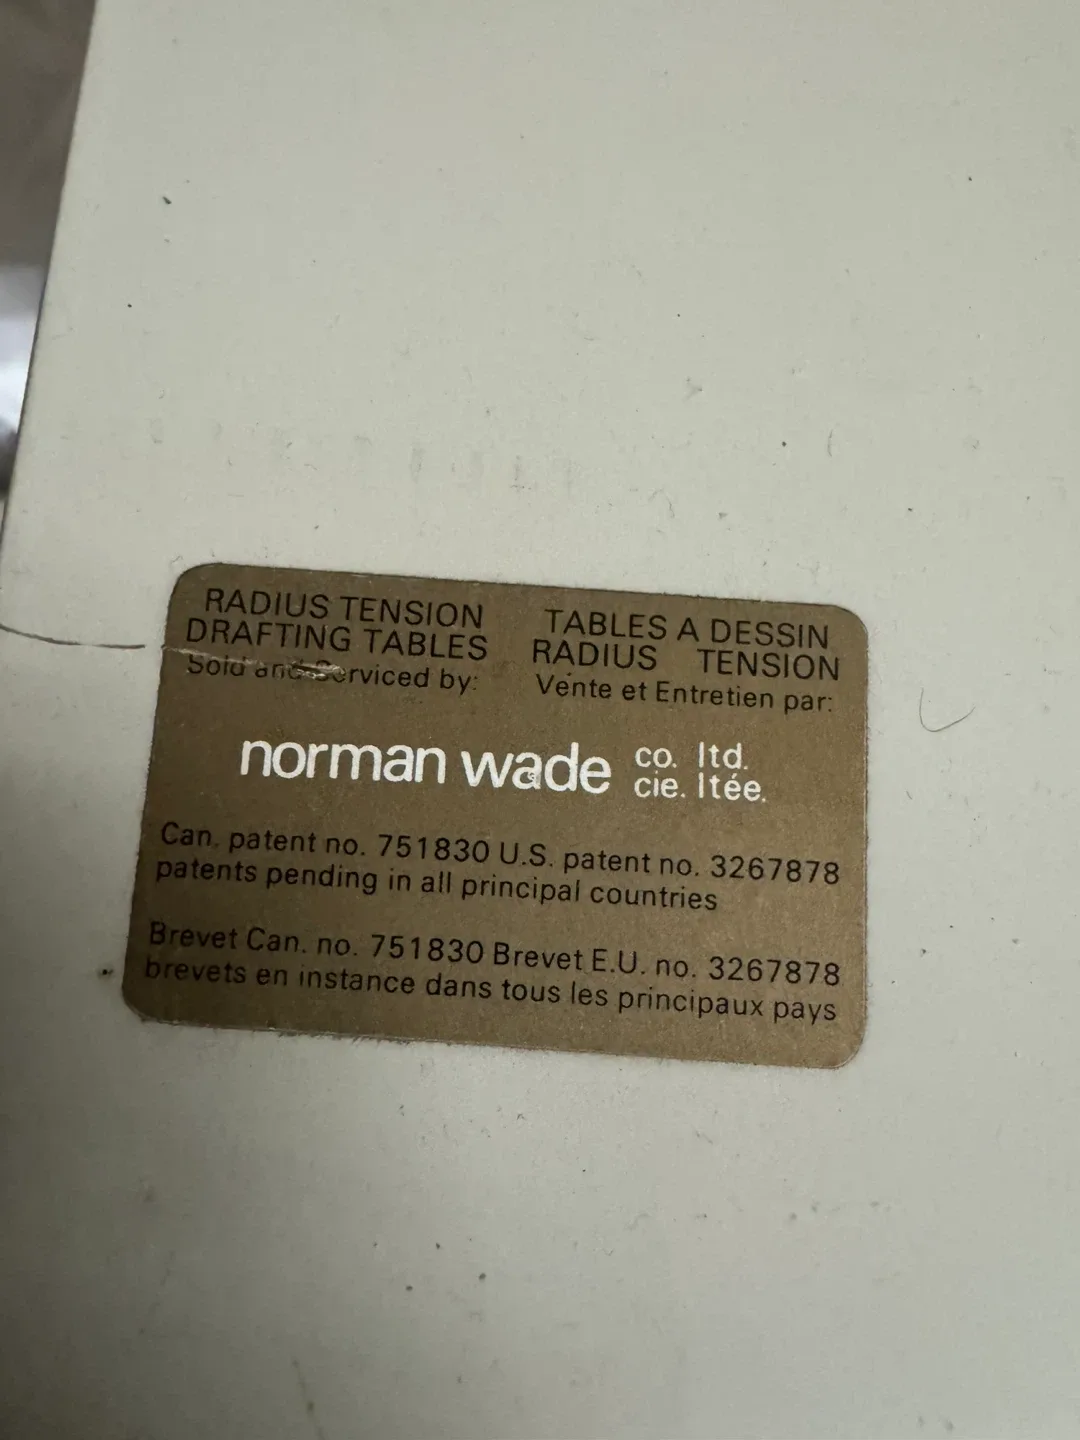 RADIUS TENSION
DRAFTING TABLES
Sold and Serviced by:
TABLES A DESSIN
RADIUS TENSION
Vente et Entretien par:
norman wade co. ltd.
cie. ltée.
Can. patent no. 751830 U.S. patent no. 3267878
patents pending in all principal countries
Brevet Can. no. 751830 Brevet E.U. no. 3267878
brevets en instance dans tous les principaux pays